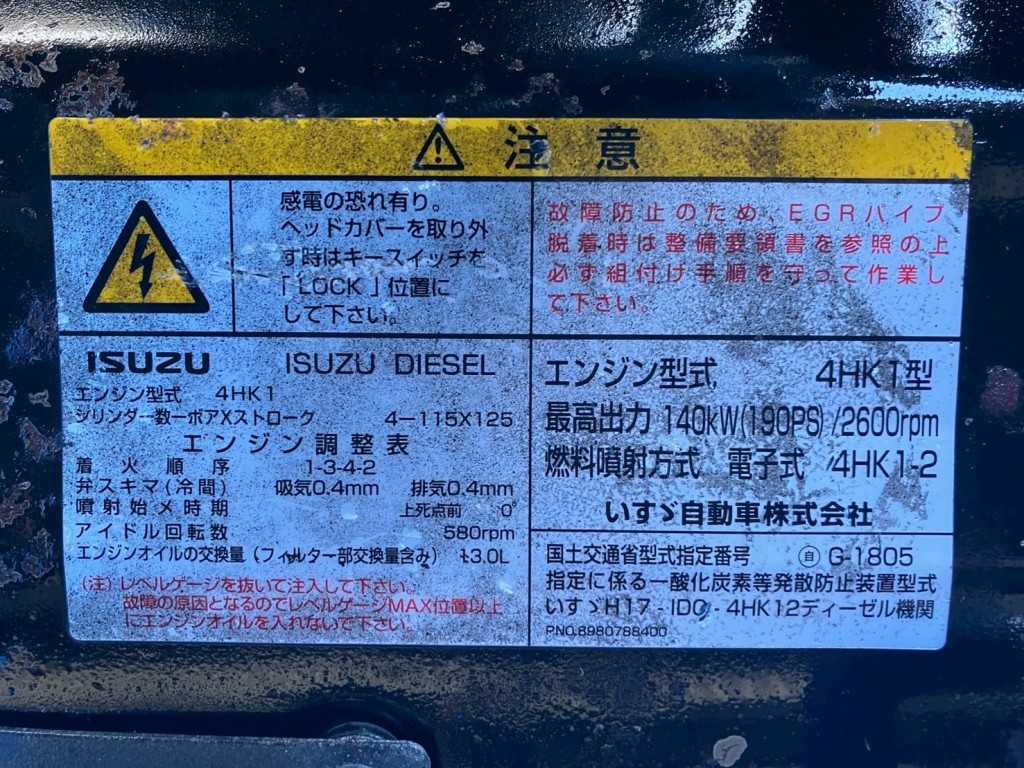 注意
感電の恐れ有り。
ヘッドカバーを取り外
す時はキースイッチを
「LOCK」位置に
して下さい。
故障防止のため、EGRパイプ
脱着時は整備要領書を参照の上
必ず組付け手順を守って作業し
て下さい。
ISUZU ISUZU DIESEL
エンジン型式 4HK1
シリンダー数ーボアXストローク 4-115X125
エンジン調整表
着火順序 1-3-4-2
弁スキマ(冷間) 吸気0.4mm 排気0.4mm
噴射始メ時期 上死点前 0°
アイドル回転数 580rpm
エンジンオイルの交換量(フィルター部交換量含み) 13.0L
(注)レベルゲージを抜いて注入して下さい。
故障の原因となるのでレベルゲージMAX位置以上
にエンジンオイルを入れないで下さい。
エンジン型式 4HK1型
最高出力 140kW(190PS)/2600rpm
燃料噴射方式 電子式 4HK1-2
いすゞ自動車株式会社
国土交通省型式指定番号 自 G-1805
指定に係る一酸化炭素等発散防止装置型式
いすゞH17-IDC-4HK12ディーゼル機関
PNO.8980788400